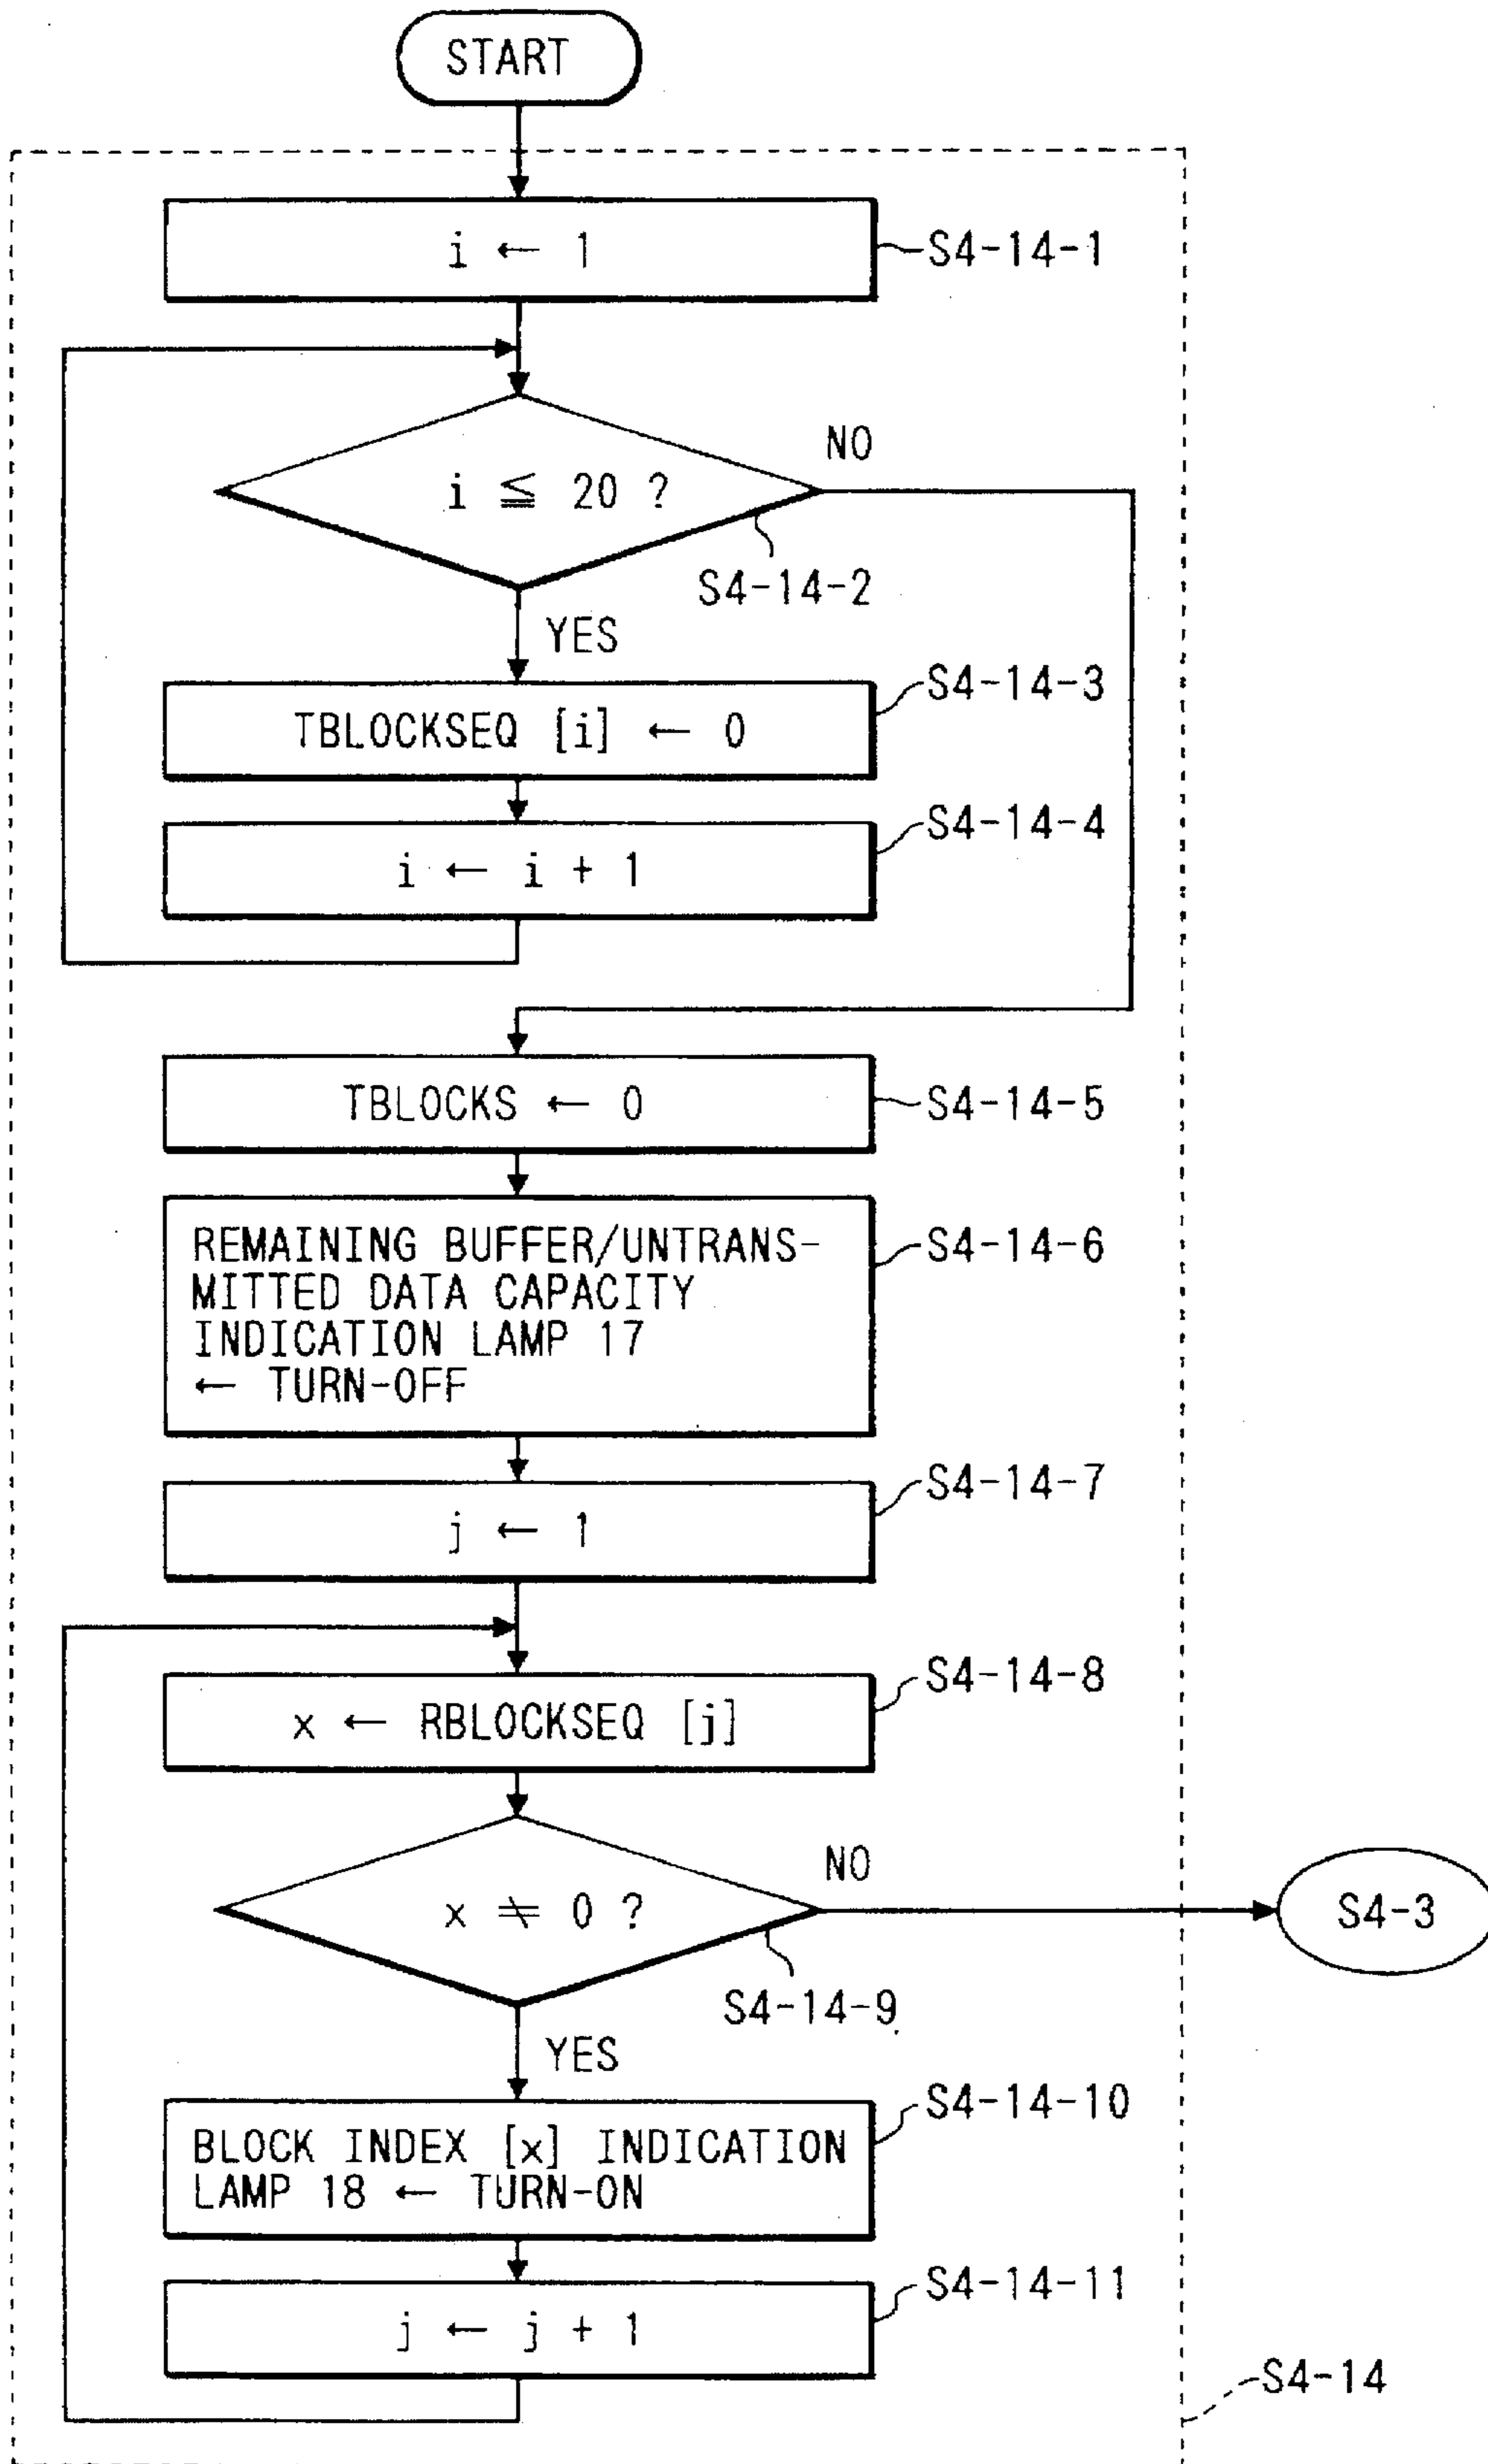 START
i ← 1
S4-14-1
i ≦ 20 ?
NO
S4-14-2
YES
S4-14-3
TBLOCKSEQ [i] ← 0
S4-14-4
i ← i + 1
TBLOCKS ← 0
S4-14-5
REMAINING BUFFER/UNTRANS-
MITTED DATA CAPACITY
INDICATION LAMP 17
← TURN-OFF
S4-14-6
S4-14-7
j ← 1
S4-14-8
x ← RBLOCKSEQ [j]
x ≠ 0 ?
NO
S4-3
S4-14-9
YES
S4-14-10
BLOCK INDEX [x] INDICATION
LAMP 18 ← TURN-ON
S4-14-11
j ← j + 1
S4-14